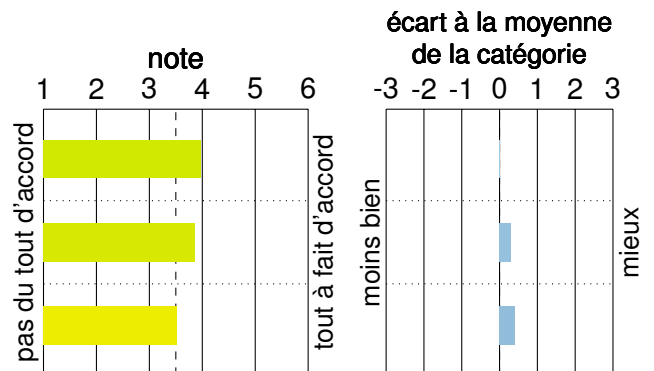 note
1 2 3 4 5 6
pas du tout d'accord
tout à fait d'accord
écart à la moyenne
de la catégorie
-3 -2 -1 0 1 2 3
moins bien
mieux